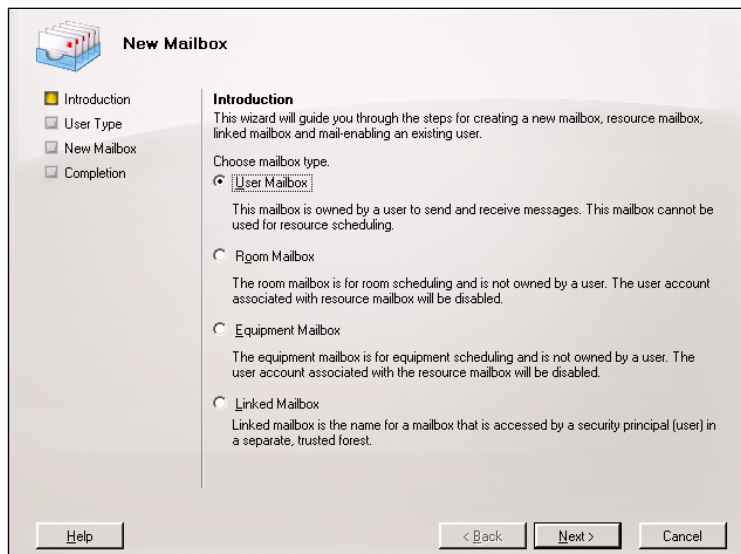 New Mailbox
Introduction
User Type
New Mailbox
Completion
Introduction
This wizard will guide you through the steps for creating a new mailbox, resource mailbox,
linked mailbox and mail-enabling an existing user.
Choose mailbox type.
User Mailbox
This mailbox is owned by a user to send and receive messages. This mailbox cannot be
used for resource scheduling.
Room Mailbox
The room mailbox is for room scheduling and is not owned by a user. The user account
associated with resource mailbox will be disabled.
Equipment Mailbox
The equipment mailbox is for equipment scheduling and is not owned by a user. The
user account associated with the resource mailbox will be disabled.
Linked Mailbox
Linked mailbox is the name for a mailbox that is accessed by a security principal (user) in
a separate, trusted forest.
Help
< Back
Next >
Cancel